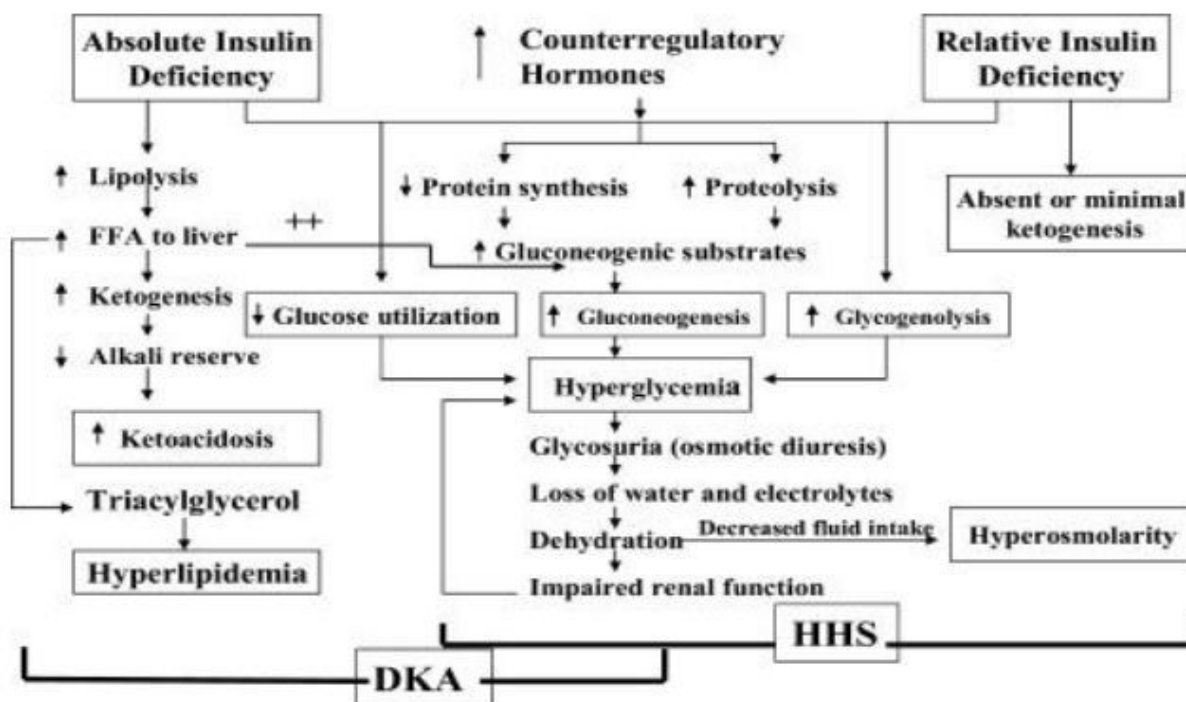 Absolute Insulin
Deficiency
↑ Counterregulatory
Hormones
Relative Insulin
Deficiency
↑ Lipolysis
↓ Protein synthesis
↑ Proteolysis
Absent or minimal
ketogenesis
++
↑ FFA to liver
↑ Gluconeogenic substrates
↑ Ketogenesis
↓ Glucose utilization
↑ Gluconeogenesis
↑ Glycogenolysis
↓ Alkali reserve
Hyperglycemia
↑ Ketoacidosis
Glycosuria (osmotic diuresis)
Triacylglycerol
Loss of water and electrolytes
Dehydration
Decreased fluid intake
Hyperosmolarity
Hyperlipidemia
Impaired renal function
HHS
DKA